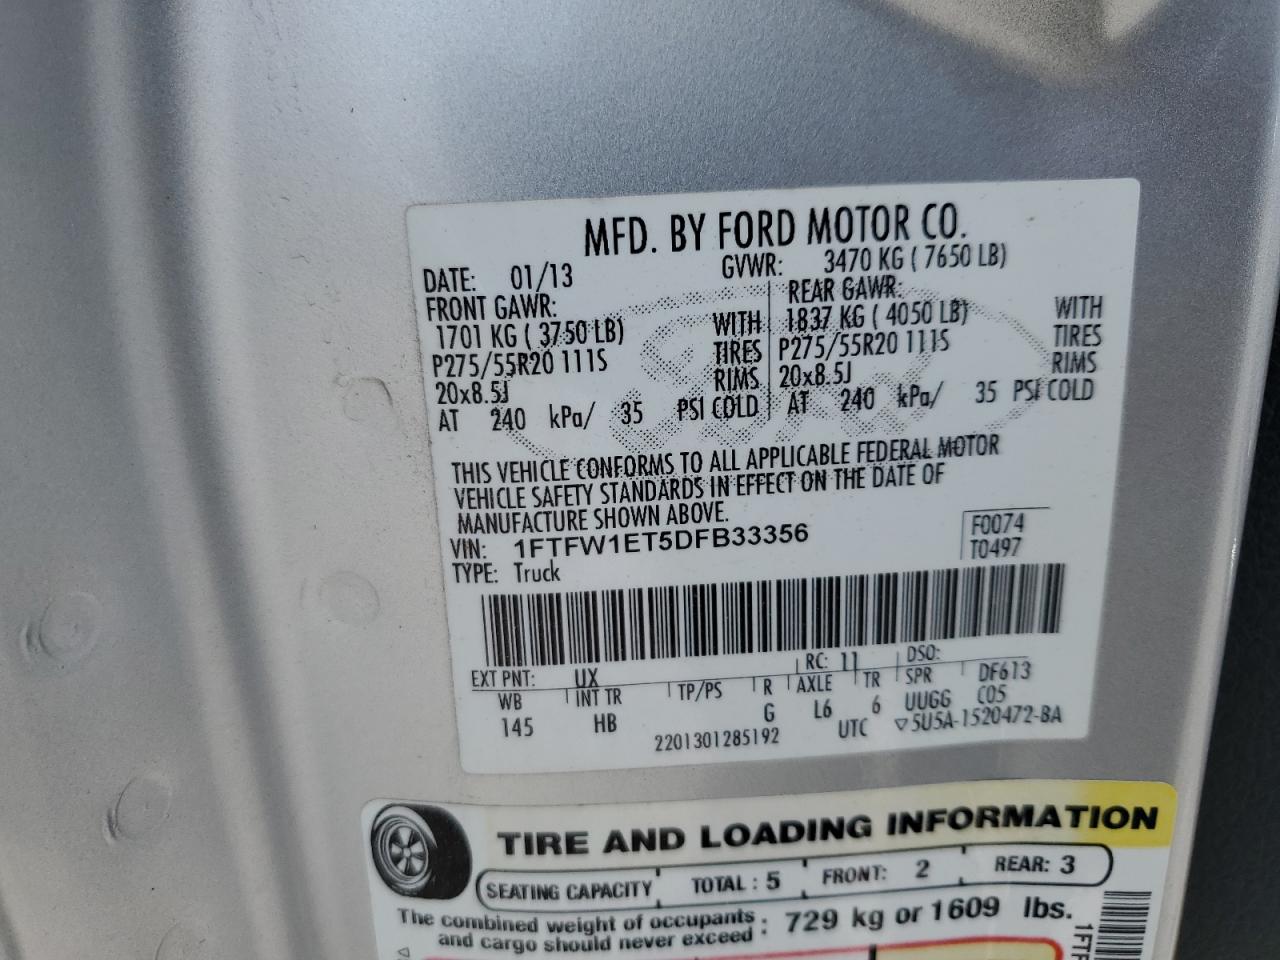 MFD. BY FORD MOTOR CO.
DATE: 01/13 GVWR: 3470 KG ( 7650 LB)
FRONT GAWR: REAR GAWR:
1701 KG ( 3750 LB) WITH 1837 KG ( 4050 LB) WITH
P275/55R20 111S TIRES P275/55R20 111S TIRES
20x8.5J RIMS 20x8.5J RIMS
AT 240 kPa/ 35 PSI COLD AT 240 kPa/ 35 PSI COLD
THIS VEHICLE CONFORMS TO ALL APPLICABLE FEDERAL MOTOR
VEHICLE SAFETY STANDARDS IN EFFECT ON THE DATE OF
MANUFACTURE SHOWN ABOVE.
VIN: 1FTFW1ET5DFB33356 F0074
TYPE: Truck T0497
EXT PNT: UX RC: 11 DSO:
WB INT TR TP/PS R AXLE TR SPR DF613
145 HB G L6 6 UUGG C05
2201301285192 UTC ▽5U5A-1520472-BA
TIRE AND LOADING INFORMATION
SEATING CAPACITY TOTAL : 5 FRONT: 2 REAR: 3
The combined weight of occupants : 729 kg or 1609 lbs.
and cargo should never exceed :
1FTF